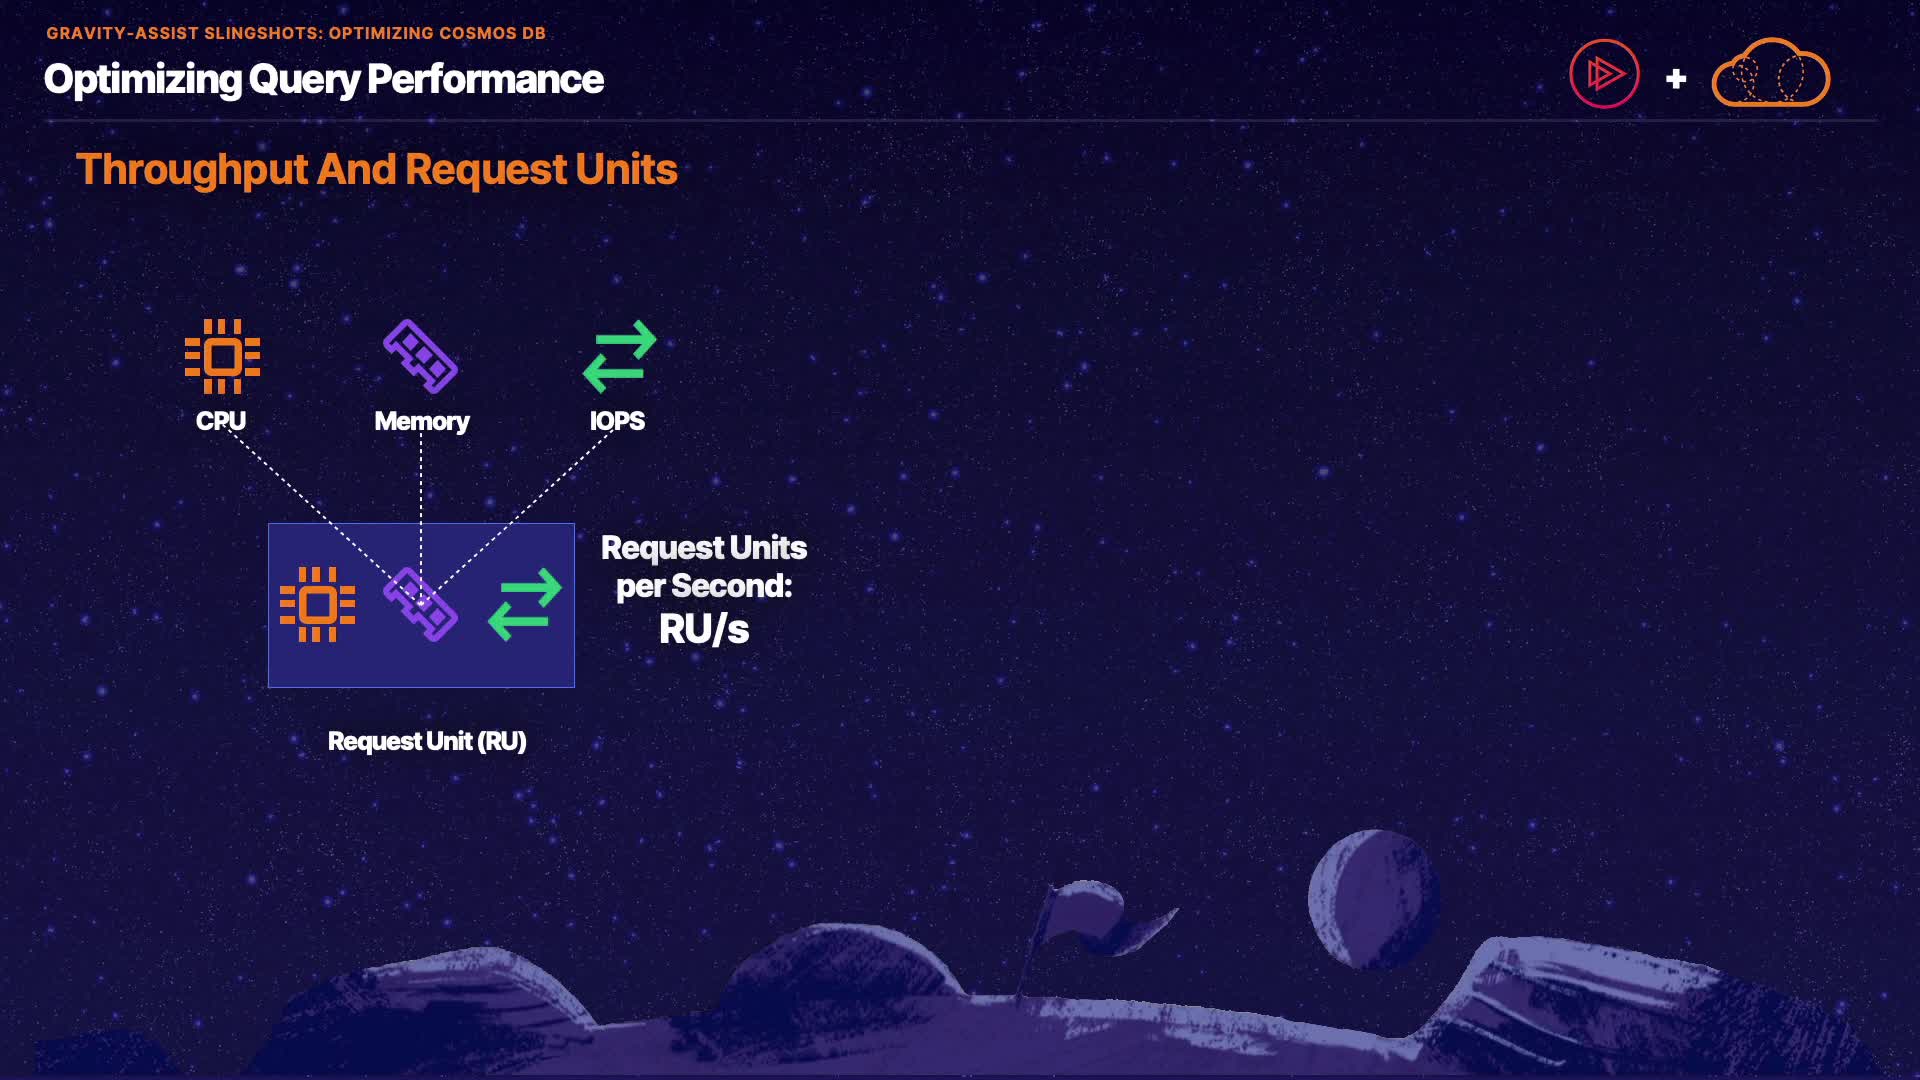 GRAVITY-ASSIST SLINGSHOTS: OPTIMIZING COSMOS DB
Optimizing Query Performance
+
Throughput And Request Units
CPU
Memory
IOPS
Request Units
per Second:
RU/s
Request Unit (RU)